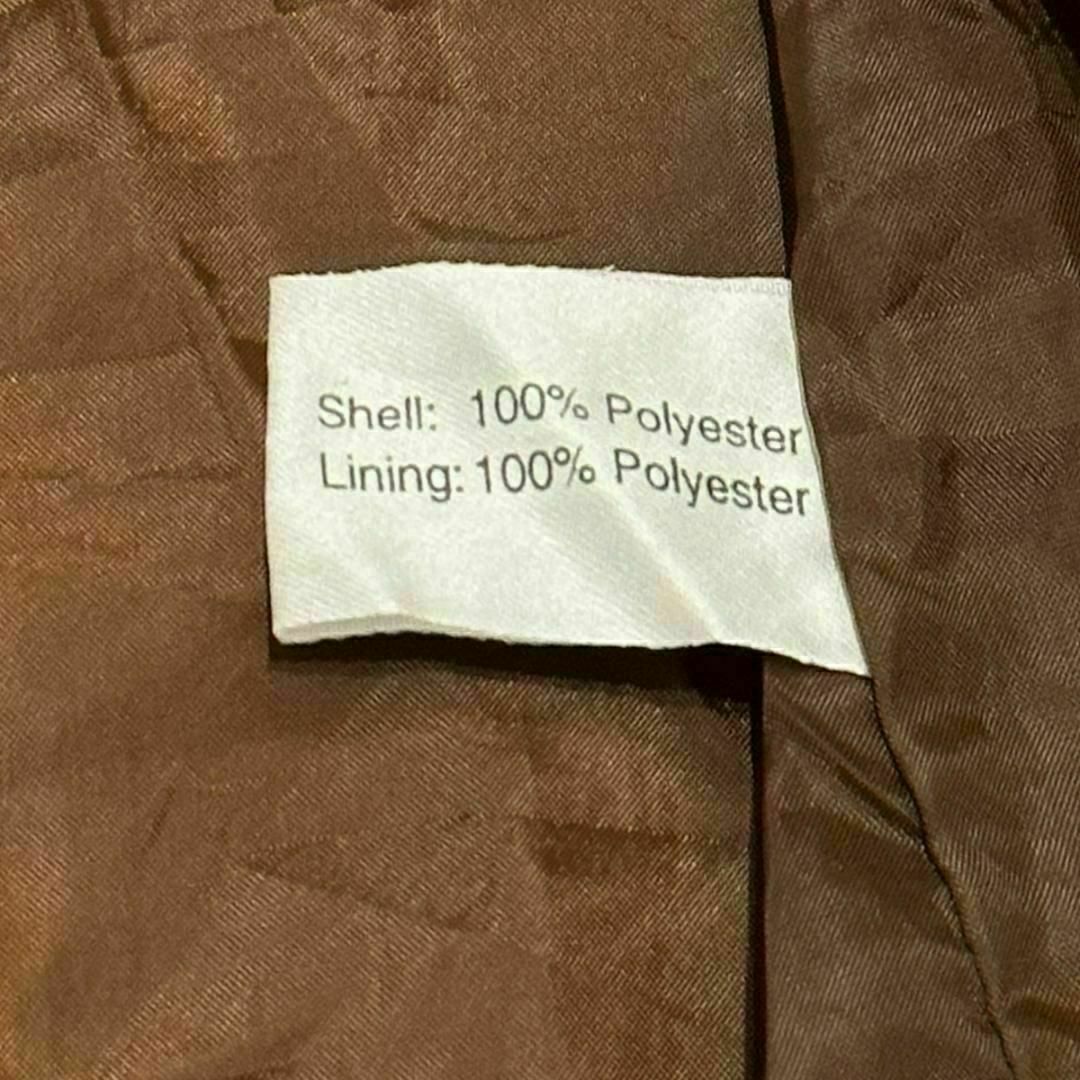 Shell: 100% Polyester
Lining: 100% Polyester